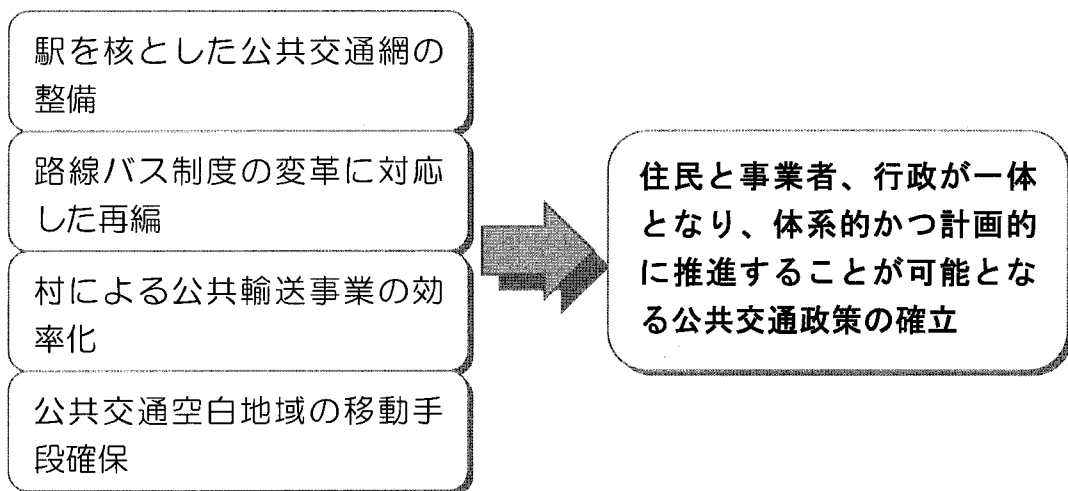 駅を核とした公共交通網の
整備
路線バス制度の変革に対応
した再編
村による公共輸送事業の効
率化
公共交通空白地域の移動手
段確保
住民と事業者、行政が一体
となり、体系的かつ計画的
に推進することが可能とな
る公共交通政策の確立